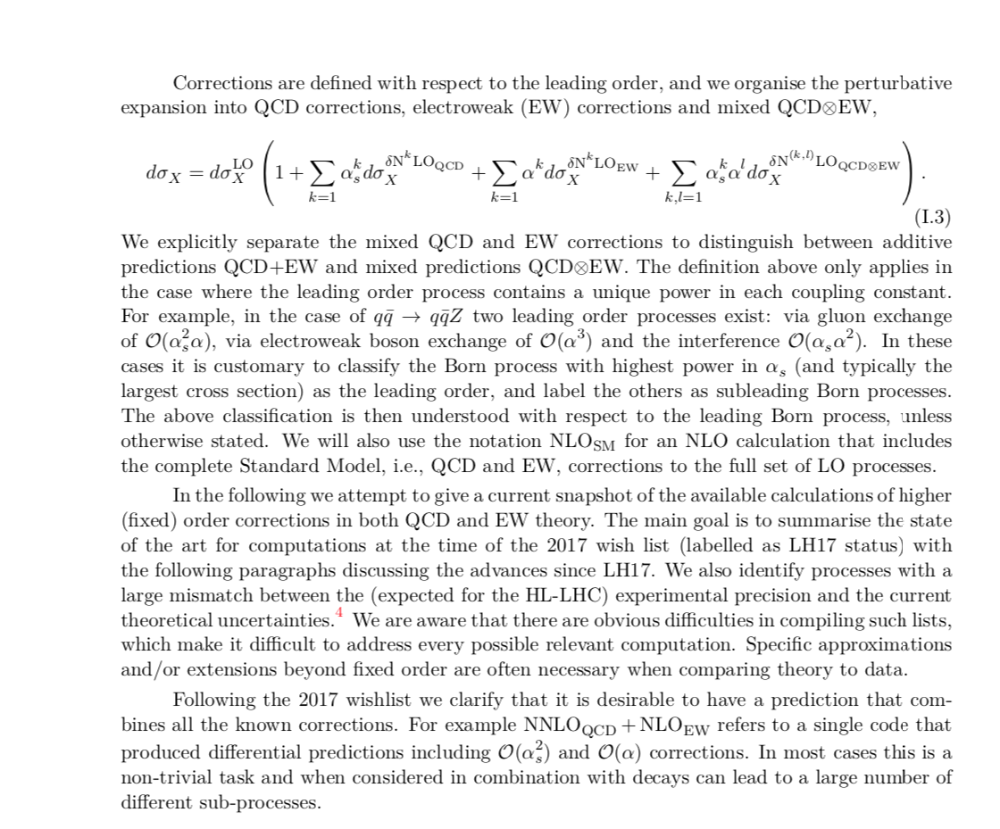 Corrections are defined with respect to the leading order, and we organise the perturbative
expansion into QCD corrections, electroweak (EW) corrections and mixed QCD⊗EW,
$d\sigma_X = d\sigma_X^{\mathrm{LO}} \left( 1 + \sum_{k=1} \alpha_s^k d\sigma_X^{\delta \mathrm{N}^k \mathrm{LO}_{\mathrm{QCD}}} + \sum_{k=1} \alpha^k d\sigma_X^{\delta \mathrm{N}^k \mathrm{LO}_{\mathrm{EW}}} + \sum_{k,l=1} \alpha_s^k \alpha^l d\sigma_X^{\delta \mathrm{N}^{(k,l)} \mathrm{LO}_{\mathrm{QCD} \otimes \mathrm{EW}}} \right) .$
(I.3)
We explicitly separate the mixed QCD and EW corrections to distinguish between additive
predictions QCD+EW and mixed predictions QCD⊗EW. The definition above only applies in
the case where the leading order process contains a unique power in each coupling constant.
For example, in the case of $q\bar{q} \to q\bar{q}Z$ two leading order processes exist: via gluon exchange
of $\mathcal{O}(\alpha_s^2 \alpha)$, via electroweak boson exchange of $\mathcal{O}(\alpha^3)$ and the interference $\mathcal{O}(\alpha_s \alpha^2)$. In these
cases it is customary to classify the Born process with highest power in $\alpha_s$ (and typically the
largest cross section) as the leading order, and label the others as subleading Born processes.
The above classification is then understood with respect to the leading Born process, unless
otherwise stated. We will also use the notation $\mathrm{NLO}_{\mathrm{SM}}$ for an NLO calculation that includes
the complete Standard Model, i.e., QCD and EW, corrections to the full set of LO processes.
In the following we attempt to give a current snapshot of the available calculations of higher
(fixed) order corrections in both QCD and EW theory. The main goal is to summarise the state
of the art for computations at the time of the 2017 wish list (labelled as LH17 status) with
the following paragraphs discussing the advances since LH17. We also identify processes with a
large mismatch between the (expected for the HL-LHC) experimental precision and the current
theoretical uncertainties.$^4$ We are aware that there are obvious difficulties in compiling such lists,
which make it difficult to address every possible relevant computation. Specific approximations
and/or extensions beyond fixed order are often necessary when comparing theory to data.
Following the 2017 wishlist we clarify that it is desirable to have a prediction that com-
bines all the known corrections. For example $\mathrm{NNLO}_{\mathrm{QCD}} + \mathrm{NLO}_{\mathrm{EW}}$ refers to a single code that
produced differential predictions including $\mathcal{O}(\alpha_s^2)$ and $\mathcal{O}(\alpha)$ corrections. In most cases this is a
non-trivial task and when considered in combination with decays can lead to a large number of
different sub-processes.